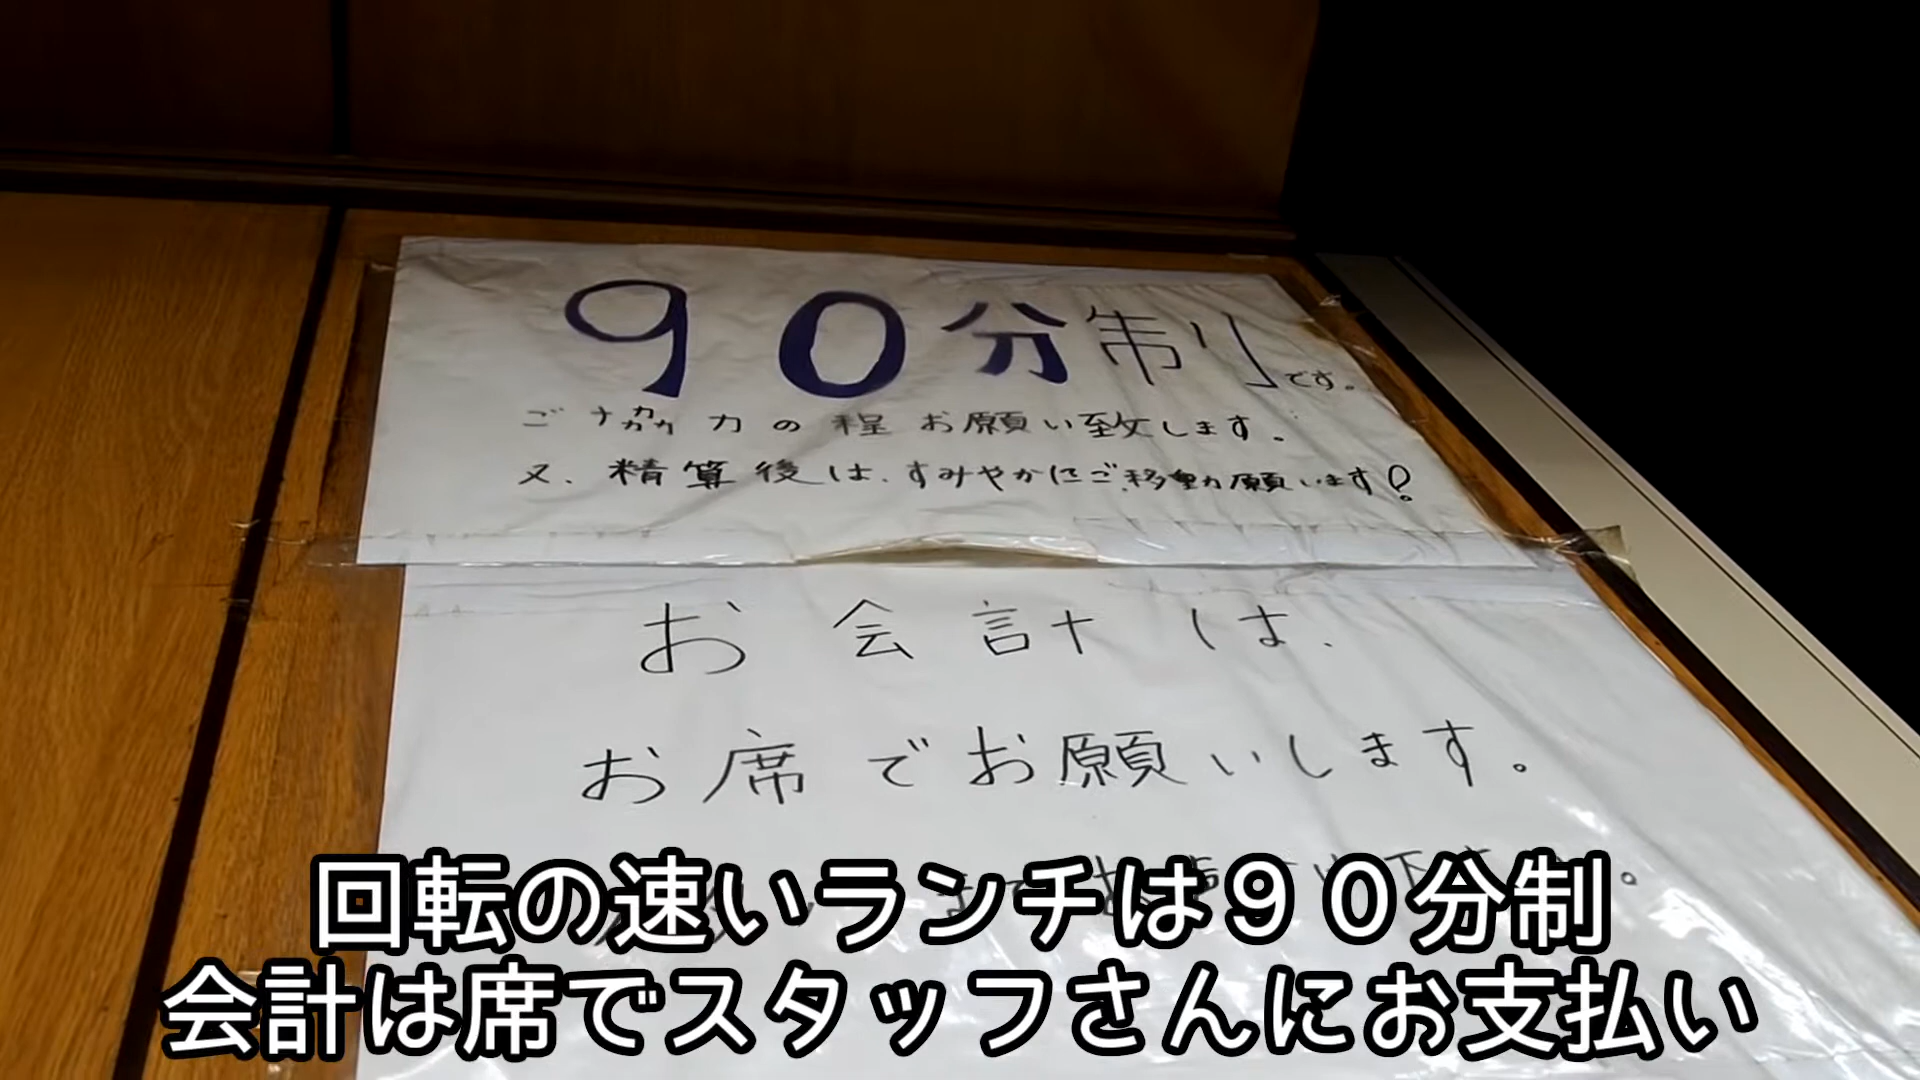 90分制です。
ご協力の程お願い致します。
又、精算後は、すみやかにご移動願います!
お会計は、
お席でお願いします。
回転の速いランチは９０分制
会計は席でスタッフさんにお支払い